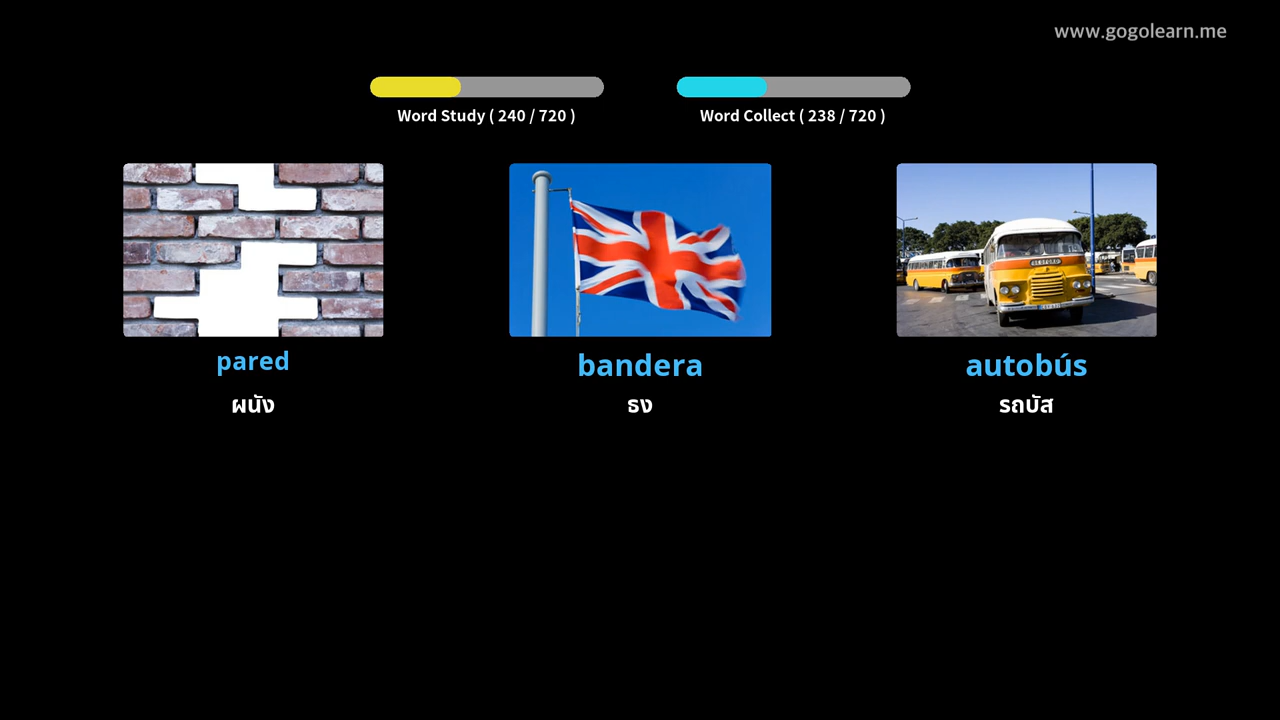 www.gogolearn.me
Word Study ( 240 / 720 )
Word Collect ( 238 / 720 )
BEDFORD
pared
bandera
autobús
ผนัง
ธง
รถบัส